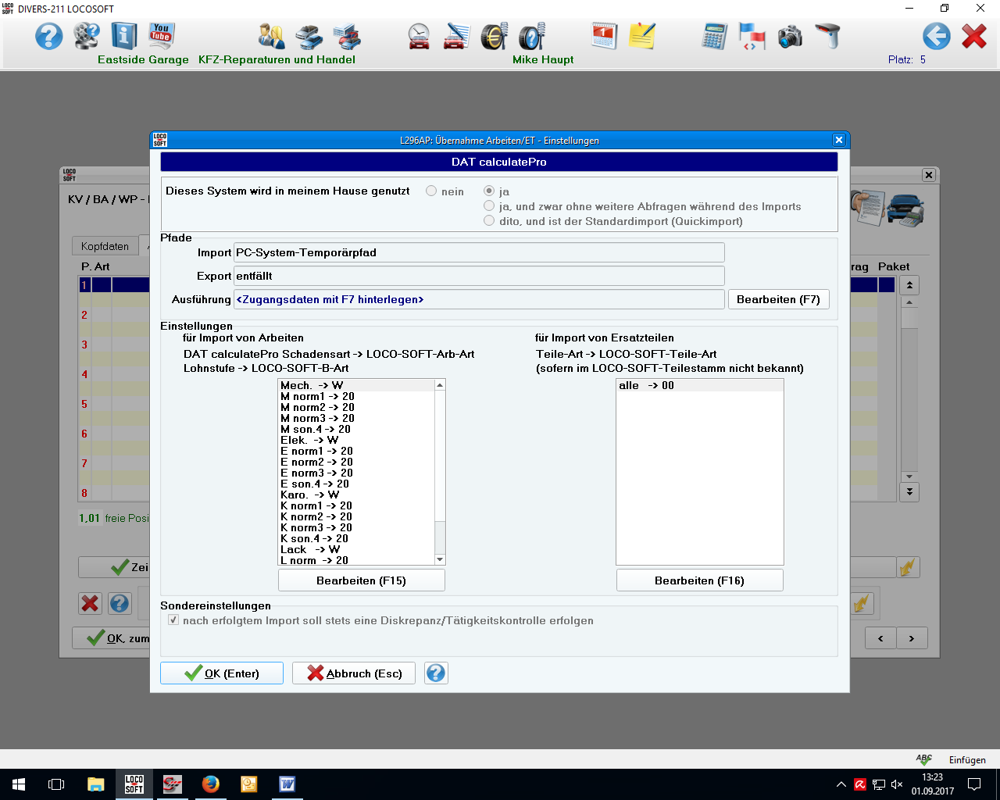 DIVERS-211 LOCOSOFT
Eastside Garage KFZ-Reparaturen und Handel Mike Haupt Platz: 5
L296AP: Übernahme Arbeiten/ET - Einstellungen
DAT calculatePro
Dieses System wird in meinem Hause genutzt nein ja
ja, und zwar ohne weitere Abfragen während des Imports
dito, und ist der Standardimport (Quickimport)
Pfade
Import PC-System-Temporärpfad
Export entfällt
Ausführung <Zugangsdaten mit F7 hinterlegen> Bearbeiten (F7)
Einstellungen
für Import von Arbeiten
DAT calculatePro Schadensart -> LOCO-SOFT-Arb-Art
Lohnstufe -> LOCO-SOFT-B-Art
Mech. -> W
M norm1 -> 20
M norm2 -> 20
M norm3 -> 20
M son.4 -> 20
Elek. -> W
E norm1 -> 20
E norm2 -> 20
E norm3 -> 20
E son.4 -> 20
Karo. -> W
K norm1 -> 20
K norm2 -> 20
K norm3 -> 20
K son.4 -> 20
Lack -> W
L norm -> 20
Bearbeiten (F15)
für Import von Ersatzteilen
Teile-Art -> LOCO-SOFT-Teile-Art
(sofern im LOCO-SOFT-Teilestamm nicht bekannt)
alle -> 00
Bearbeiten (F16)
Sondereinstellungen
nach erfolgtem Import soll stets eine Diskrepanz/Tätigkeitskontrolle erfolgen
OK (Enter) Abbruch (Esc)
KV / BA / WP -
Kopfdaten
P. Art
rag Paket
1
2
3
4
5
6
7
8
1,01 freie Posi
Zei
OK, zum
< >
ABC Einfügen
LOCO
SOFT
13:23
01.09.2017